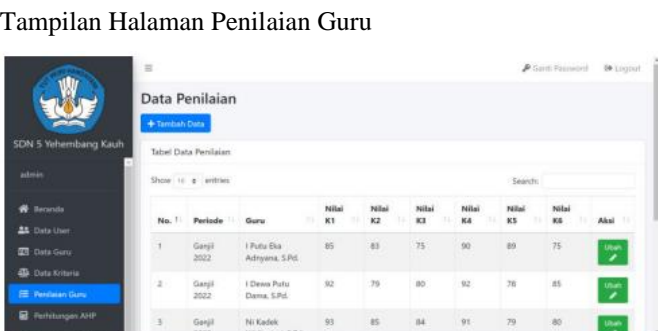 Tampilan Halaman Penilaian Guru
Ganti Password Logout
Data Penilaian
+ Tambah Data
SDN 5 Yehembang Kauh
Tabel Data Penilaian
admin
Show 10 entries Search:
Beranda
Data User
Data Guru
Data Kriteria
Penilaian Guru
Perhitungan AHP
No. Periode Guru Nilai K1 Nilai K2 Nilai K3 Nilai K4 Nilai K5 Nilai K6 Aksi
1 Ganjil 2022 I Putu Eka Adnyana, S.Pd. 85 83 75 90 89 75 Ubah
2 Ganjil 2022 I Dewa Putu Dama, S.Pd. 92 79 80 92 78 85 Ubah
3 Ganjil Ni Kadek 93 85 84 91 79 80 Ubah